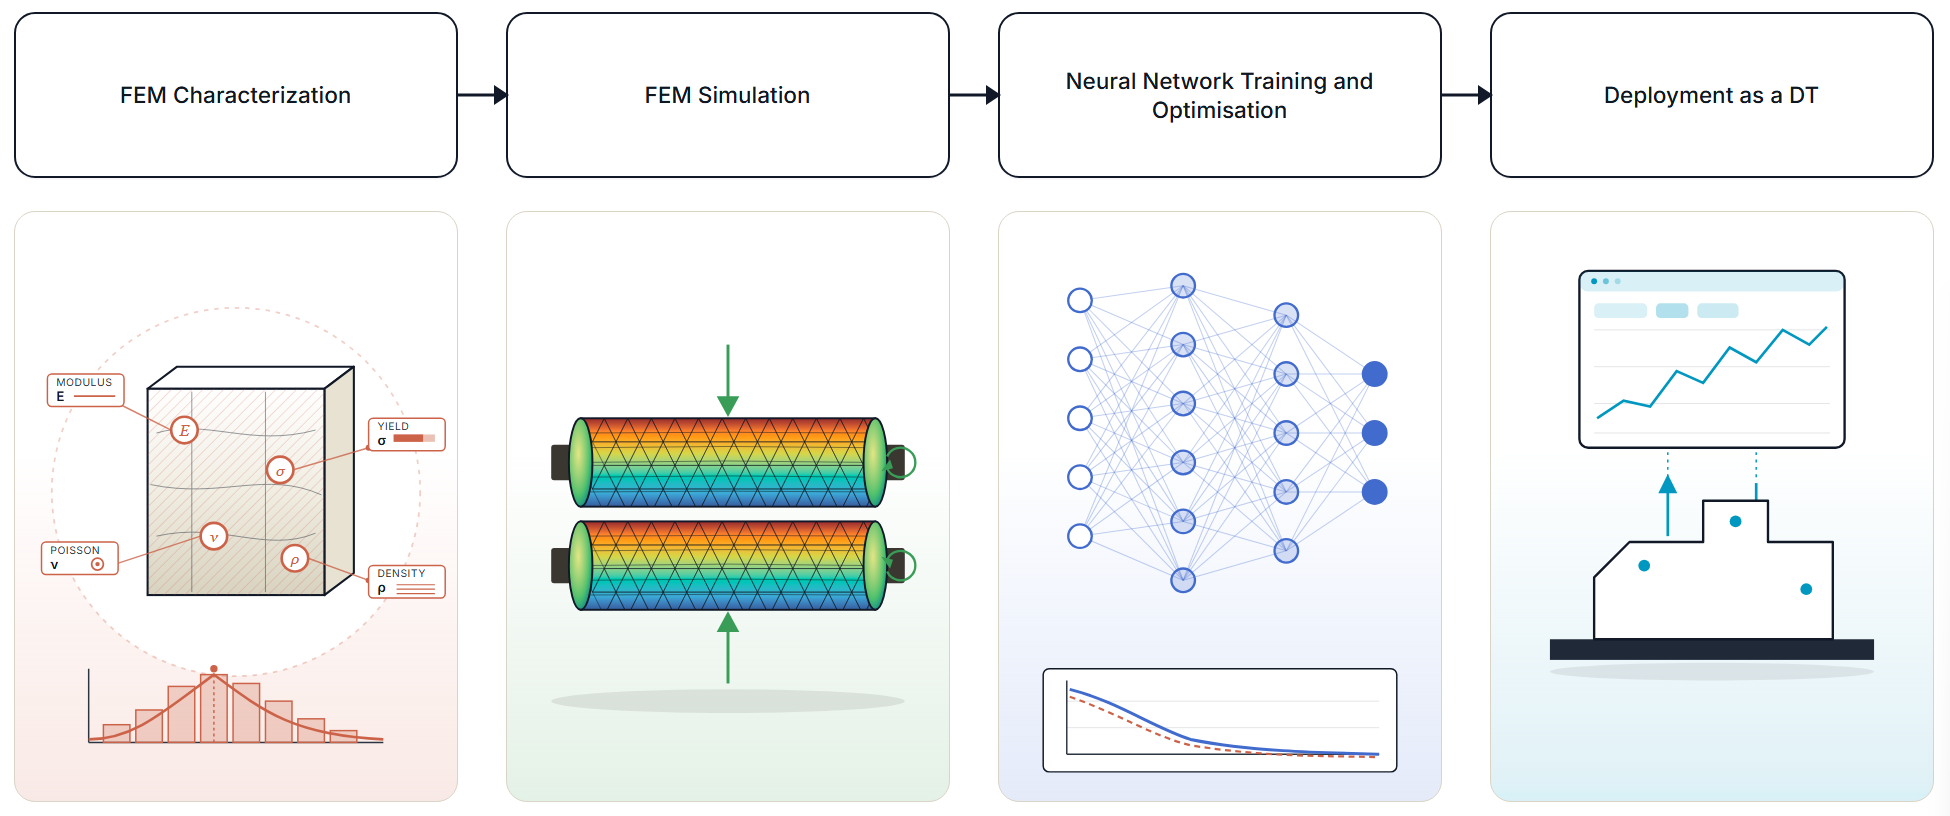 FEM Characterization
FEM Simulation
Neural Network Training and
Optimisation
Deployment as a DT
MODULUS
E
E
YIELD
σ
σ
POISSON
ν
ν
ρ
DENSITY
ρ